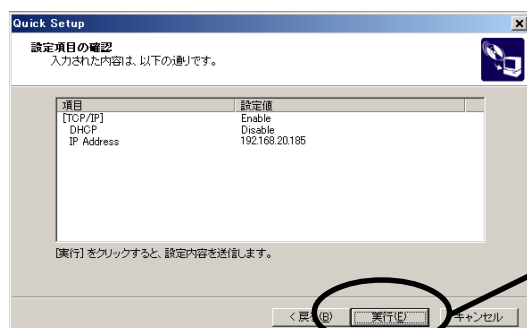 Quick Setup
設定項目の確認
入力された内容は、以下の通りです。
項目 設定値
[TCP/IP] Enable
DHCP Disable
IP Address 192.168.20.185
[実行] をクリックすると、設定内容を送信します。
< 戻る(B) 実行(E) キャンセル